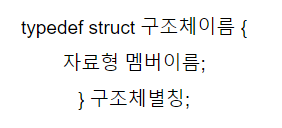 typedef struct 구조체이름 {
자료형 멤버이름;
} 구조체별칭;